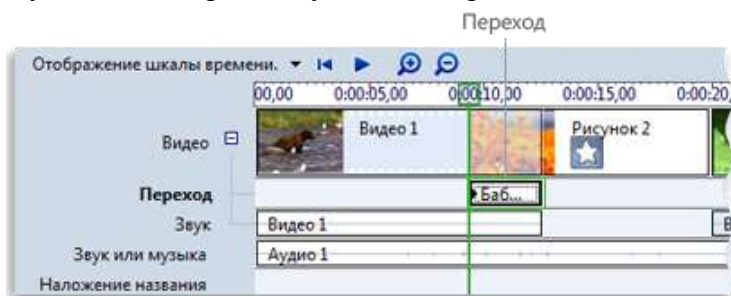 Переход
Отображение шкалы времени.
00,00 0:00:05,00 0:00:10,00 0:00:15,00 0:00:20,
Видео Видео 1 Рисунок 2
Переход Баб...
Звук Видео 1
Звук или музыка Аудио 1
Наложение названия